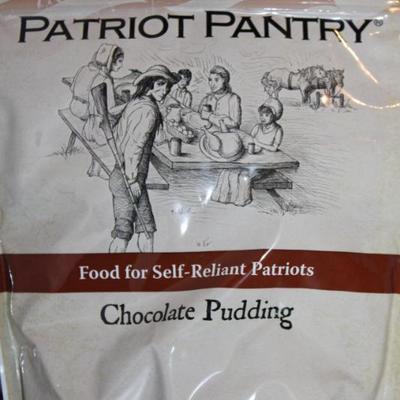 PATRIOT PANTRY®
Food for Self-Reliant Patriots
Chocolate Pudding